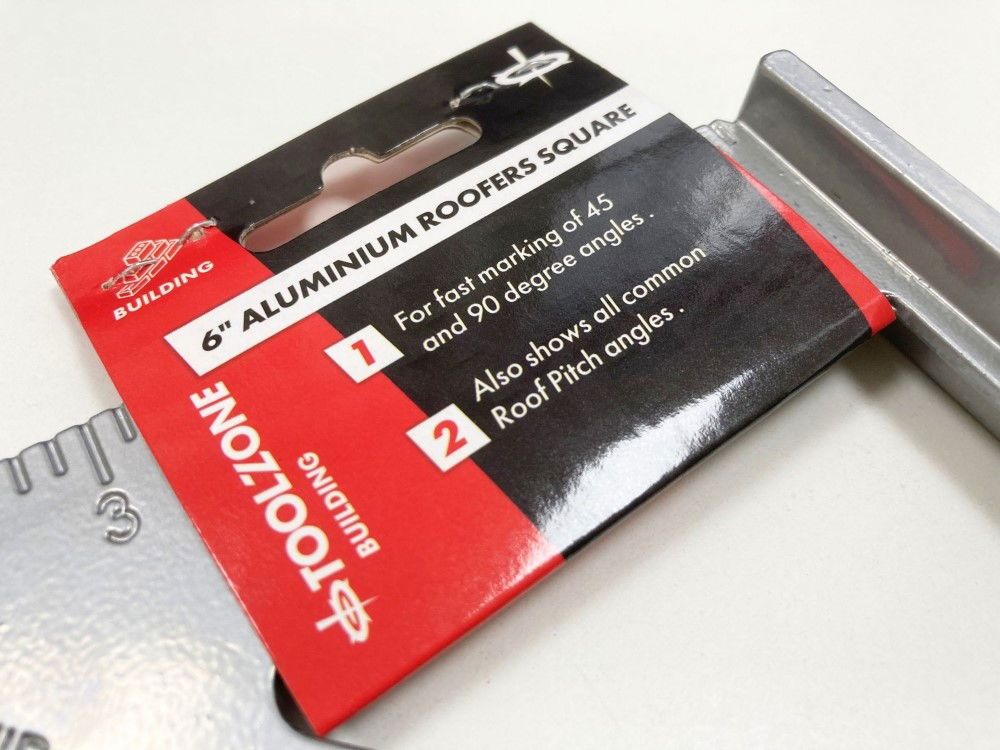 BUILDING
6" ALUMINIUM ROOFERS SQUARE
1
For fast marking of 45
and 90 degree angles .
2
Also shows all common
Roof Pitch angles .
TOOLZONE
BUILDING
3